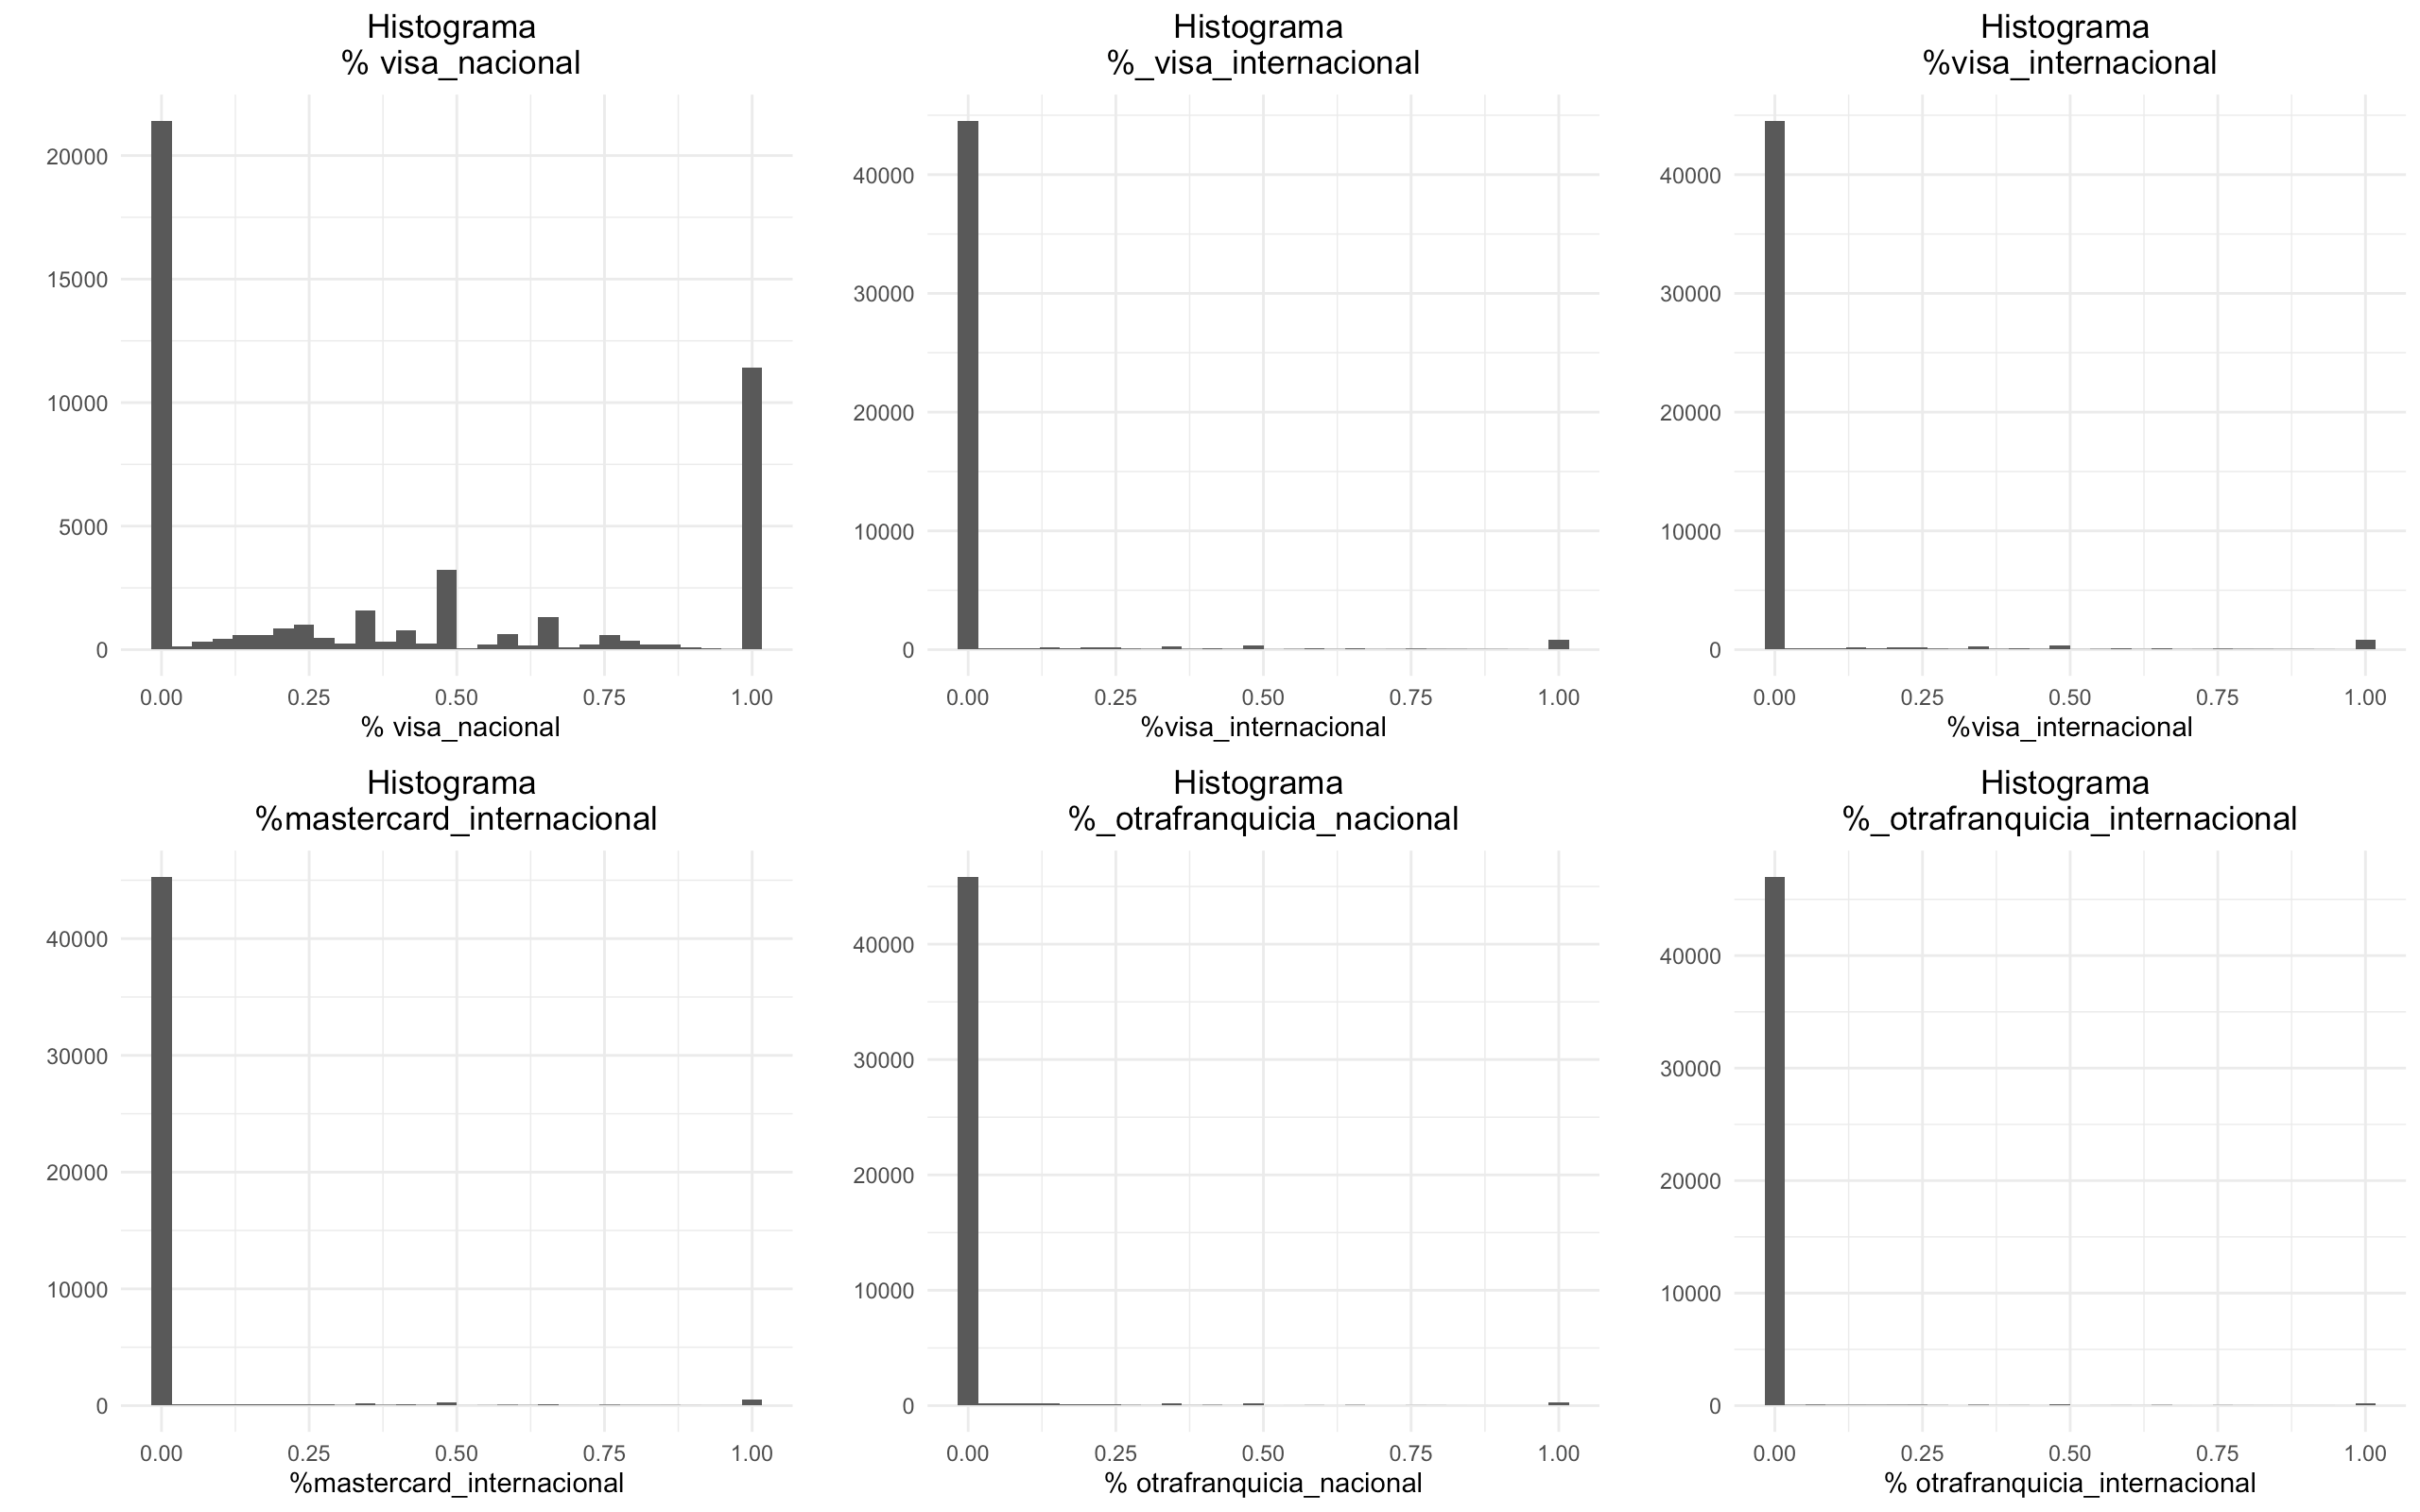 Histograma
% visa_nacional
20000
15000
10000
5000
0
0.00 0.25 0.50 0.75 1.00
% visa_nacional
Histograma
%_visa_internacional
40000
30000
20000
10000
0
0.00 0.25 0.50 0.75 1.00
%visa_internacional
Histograma
%visa_internacional
40000
30000
20000
10000
0
0.00 0.25 0.50 0.75 1.00
%visa_internacional
Histograma
%mastercard_internacional
40000
30000
20000
10000
0
0.00 0.25 0.50 0.75 1.00
%mastercard_internacional
Histograma
%_otrafranquicia_nacional
40000
30000
20000
10000
0
0.00 0.25 0.50 0.75 1.00
% otrafranquicia_nacional
Histograma
%_otrafranquicia_internacional
40000
30000
20000
10000
0
0.00 0.25 0.50 0.75 1.00
% otrafranquicia_internacional